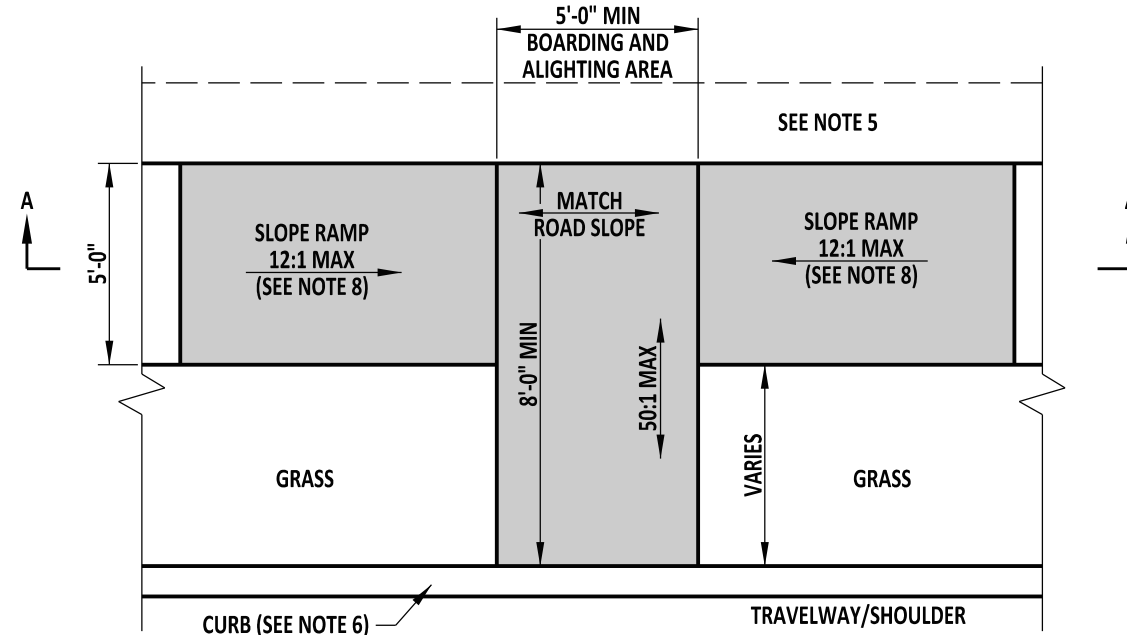 5'-0" MIN
BOARDING AND
ALIGHTING AREA
SEE NOTE 5
A
5'-0"
SLOPE RAMP
12:1 MAX
(SEE NOTE 8)
MATCH
ROAD SLOPE
SLOPE RAMP
12:1 MAX
(SEE NOTE 8)
8'-0" MIN
50:1 MAX
GRASS
VARIES
GRASS
CURB (SEE NOTE 6)
TRAVELWAY/SHOULDER